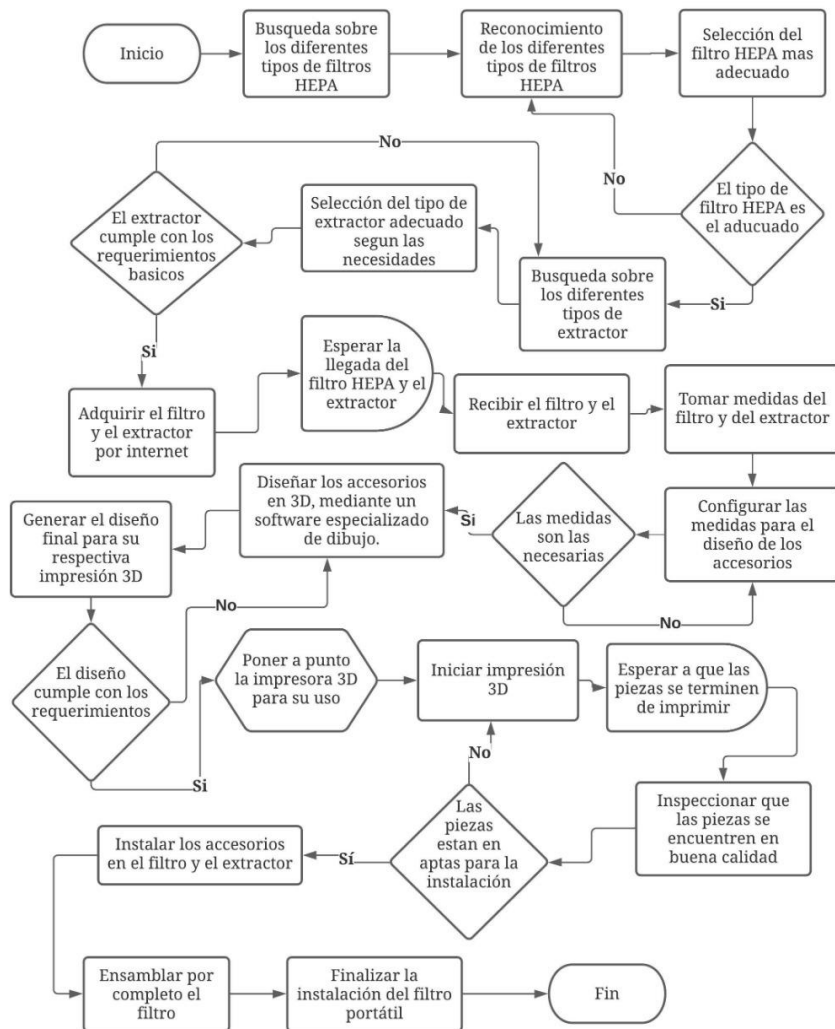 Inicio
Busqueda sobre
los diferentes
tipos de filtros
HEPA
Reconocimiento
de los diferentes
tipos de filtros
HEPA
Selección del
filtro HEPA mas
adecuado
El tipo de
filtro HEPA es
el aducuado
No
Si
Busqueda sobre
los diferentes
tipos de extractor
Selección del tipo de
extractor adecuado
segun las
necesidades
El extractor
cumple con los
requerimientos
basicos
No
Si
Adquirir el filtro
y el extractor
por internet
Esperar la
llegada del
filtro HEPA y el
extractor
Recibir el filtro y el
extractor
Tomar medidas del
filtro y del extractor
Configurar las
medidas para el
diseño de los
accesorios
Las medidas
son las
necesarias
No
Si
Diseñar los accesorios
en 3D, mediante un
software especializado
de dibujo.
Generar el diseño
final para su
respectiva
impresión 3D
El diseño
cumple con los
requerimientos
No
Si
Poner a punto
la impresora 3D
para su uso
Iniciar impresión
3D
Esperar a que las
piezas se terminen
de imprimir
Inspeccionar que
las piezas se
encuentren en
buena calidad
Las
piezas
estan en
aptas para la
instalación
No
Sí
Instalar los accesorios
en el filtro y el extractor
Ensamblar por
completo el
filtro
Finalizar la
instalación del filtro
portátil
Fin